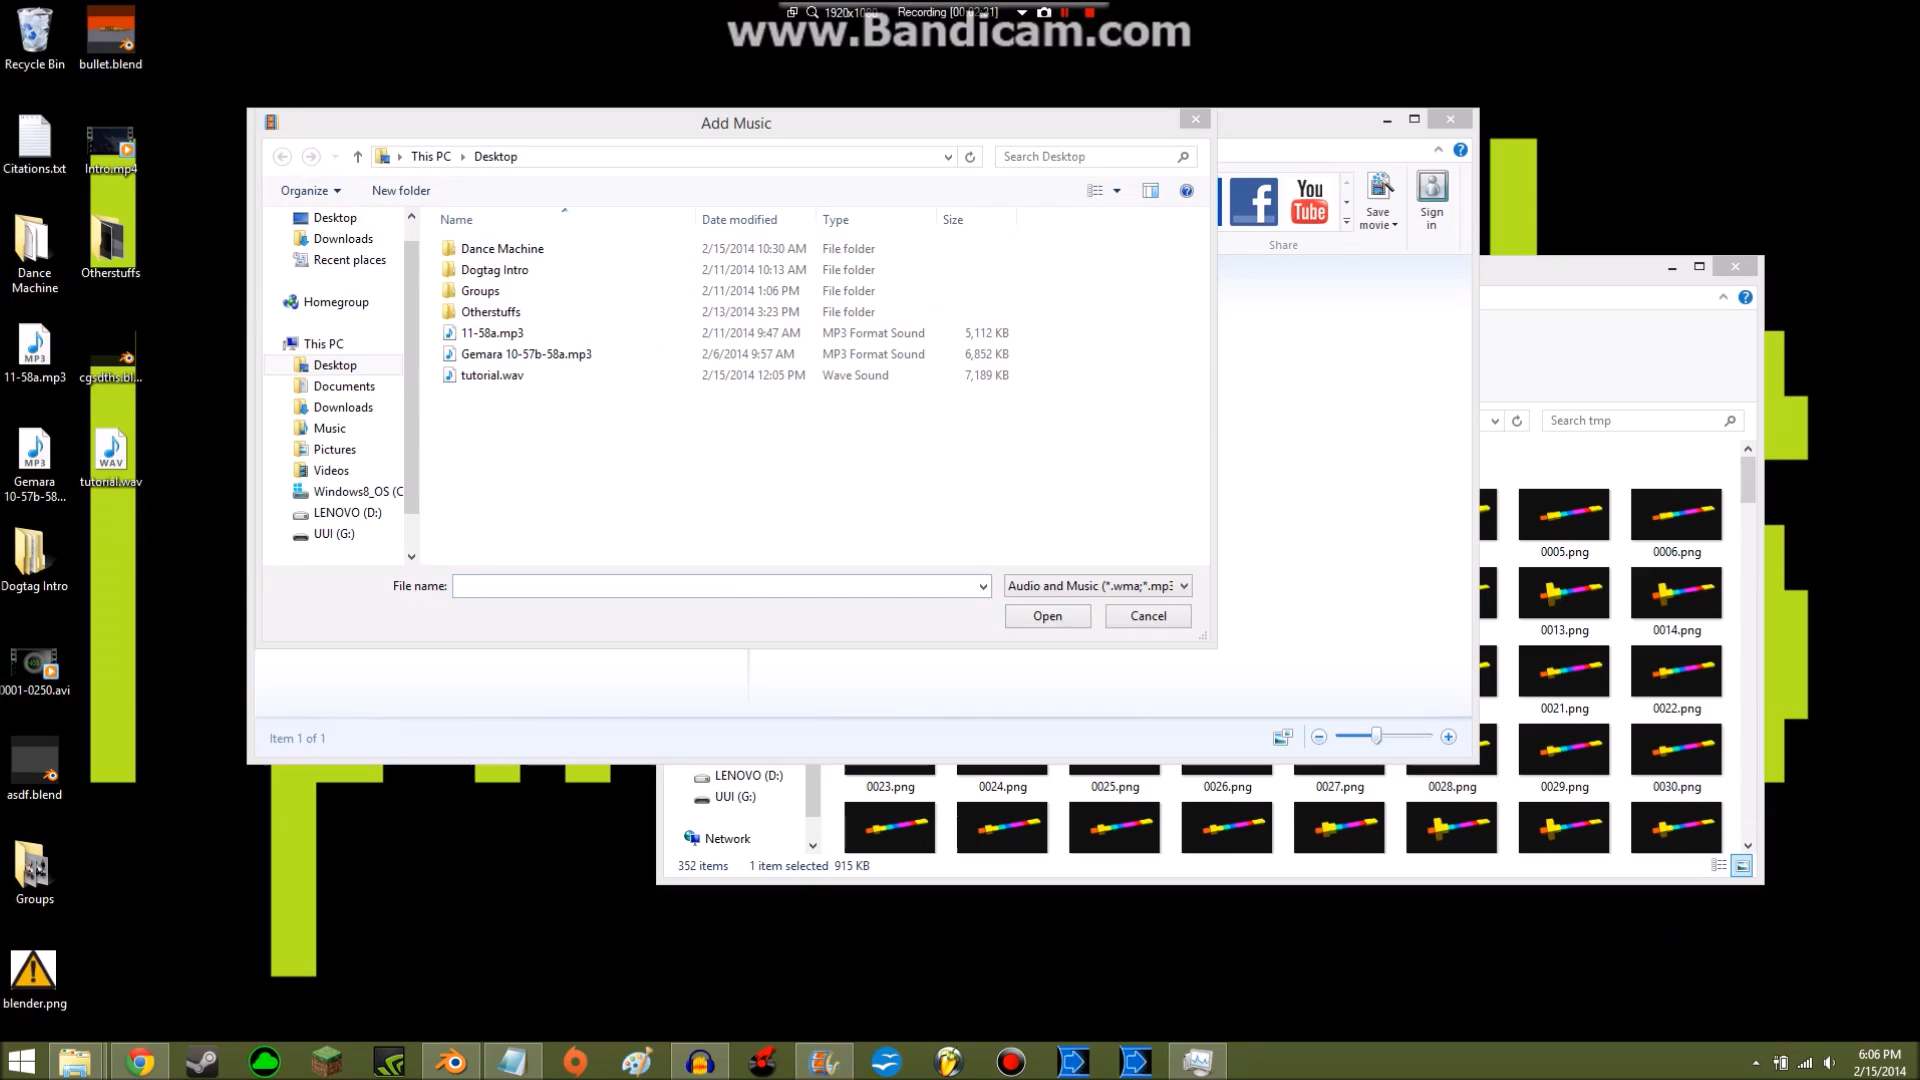 1920x1080 Recording [00:02:21]
www.Bandicam.com
Recycle Bin
bullet.blend
Citations.txt
Intro.mp4
Dance
Machine
Otherstuffs
11-58a.mp3
cgsdths.bl...
Gemara
10-57b-58...
tutorial.wav
Dogtag Intro
0001-0250.avi
asdf.blend
Groups
blender.png
MP3
MP3
WAV
Add Music
This PC Desktop
Search Desktop
Organize New folder
Desktop
Downloads
Recent places
Homegroup
This PC
Desktop
Documents
Downloads
Music
Pictures
Videos
Windows8_OS (C
LENOVO (D:)
UUI (G:)
Name Date modified Type Size
Dance Machine 2/15/2014 10:30 AM File folder
Dogtag Intro 2/11/2014 10:13 AM File folder
Groups 2/11/2014 1:06 PM File folder
Otherstuffs 2/13/2014 3:23 PM File folder
11-58a.mp3 2/11/2014 9:47 AM MP3 Format Sound 5,112 KB
Gemara 10-57b-58a.mp3 2/6/2014 9:57 AM MP3 Format Sound 6,852 KB
tutorial.wav 2/15/2014 12:05 PM Wave Sound 7,189 KB
File name:
Audio and Music (*.wma;*.mp3
Open Cancel
You
Tube
Save
movie
Sign
in
Share
Item 1 of 1
Search tmp
0005.png 0006.png
0013.png 0014.png
0021.png 0022.png
0023.png 0024.png 0025.png 0026.png 0027.png 0028.png 0029.png 0030.png
LENOVO (D:)
UUI (G:)
Network
352 items 1 item selected 915 KB
6:06 PM
2/15/2014